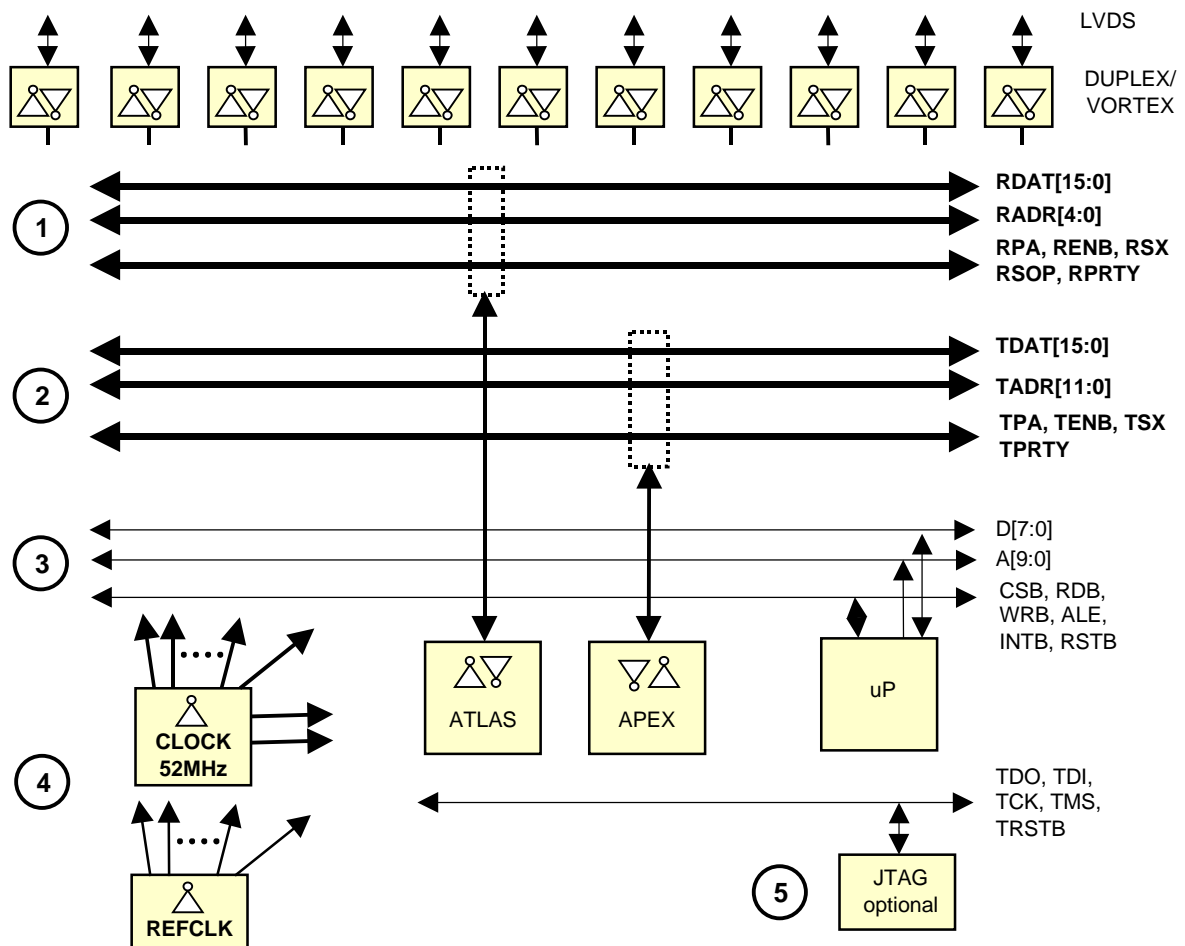 LVDS
DUPLEX/
VORTEX
RDAT[15:0]
1
RADR[4:0]
RPA, RENB, RSX
RSOP, RPRTY
TDAT[15:0]
2
TADR[11:0]
TPA, TENB, TSX
TPRTY
D[7:0]
3
A[9:0]
CSB, RDB,
WRB, ALE,
INTB, RSTB
ATLAS
APEX
uP
CLOCK
52MHz
4
TDO, TDI,
TCK, TMS,
TRSTB
REFCLK
5
JTAG
optional